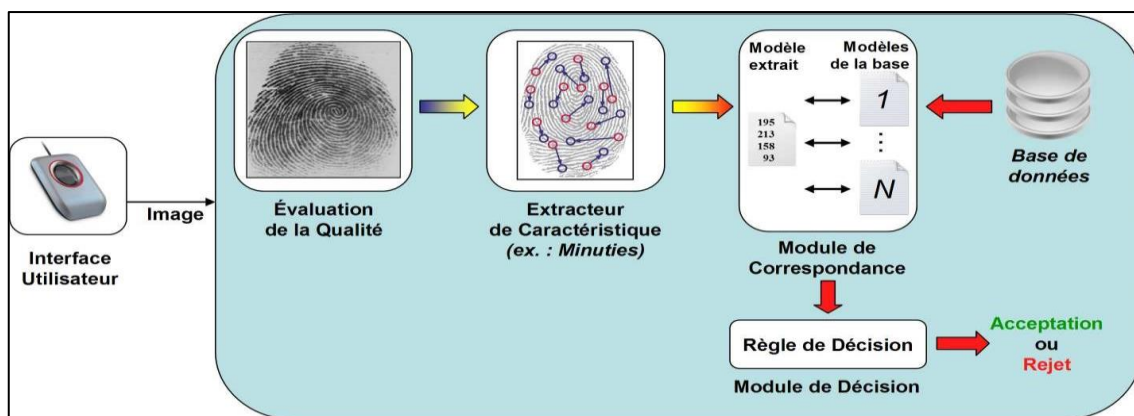 Interface
Utilisateur
Image
Évaluation
de la Qualité
Extracteur
de Caractéristique
(ex. : Minuties)
Modèle
extrait
Modèles
de la base
195
213
158
93
1
⋮
N
Module de
Correspondance
Base de
données
Règle de Décision
Module de Décision
Acceptation
ou
Rejet